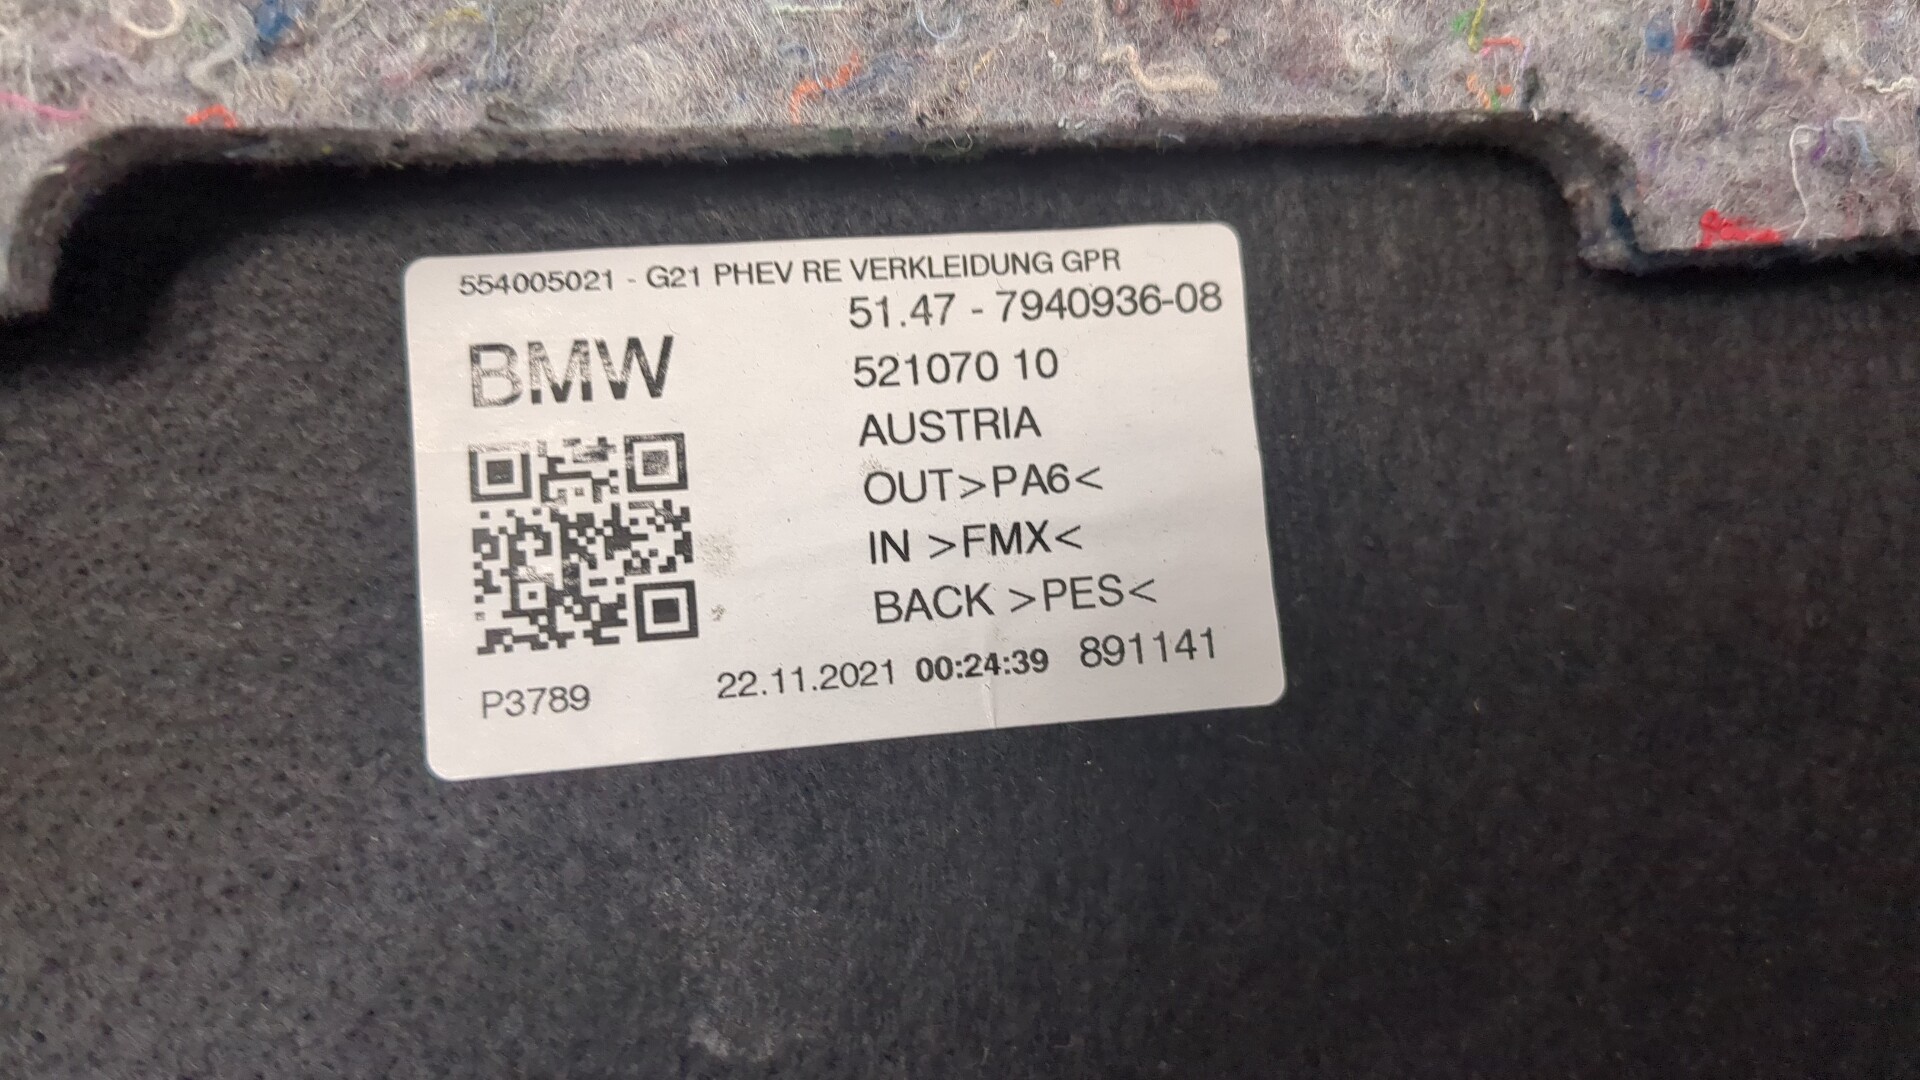 554005021 - G21 PHEV RE VERKLEIDUNG GPR
51.47 - 7940936-08
BMW
521070 10
AUSTRIA
OUT>PA6<
IN >FMX<
BACK >PES<
P3789
22.11.2021 00:24:39 891141